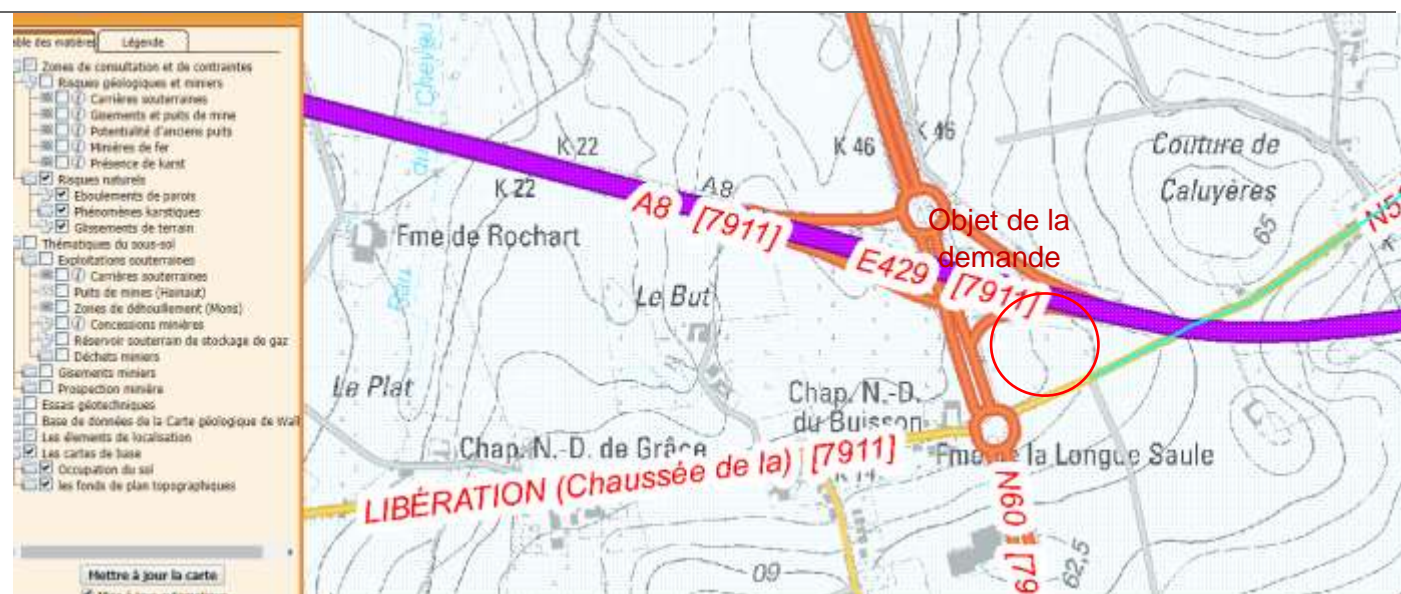 ble des matières
Légende
Zones de consultation et de contraintes
Risques géologiques et miniers
Carrières souterraines
Gisements et puits de mine
Potentialité d'anciens puits
Minières de fer
Présence de karst
Risques naturels
Eboulements de parois
Phénomènes karstiques
Glissements de terrain
Thématiques du sous-sol
Exploitations souterraines
Carrières souterraines
Puits de mines (Hainaut)
Zones de déhouillement (Mons)
Concessions minières
Réservoir souterrain de stockage de gaz
Déchets miniers
Gisements miniers
Prospection minière
Essais géotechniques
Base de données de la Carte géologique de Wall
Les élements de localisation
Les cartes de base
Occupation du sol
les fonds de plan topographiques
Mettre à jour la carte
K 22
K 22
K 46
K 46
Couture de
Caluyères
65
N5
A8
A8 [7911]
Fme de Rochart
Objet de la
demande
E429 [7911]
Le But
Le Plat
Chap. N.-D.
du Buisson
Chap. N.-D. de Grâce
Fme de la Longue Saule
LIBÉRATION (Chaussée de la) [7911]
N60 [79
62,5
60